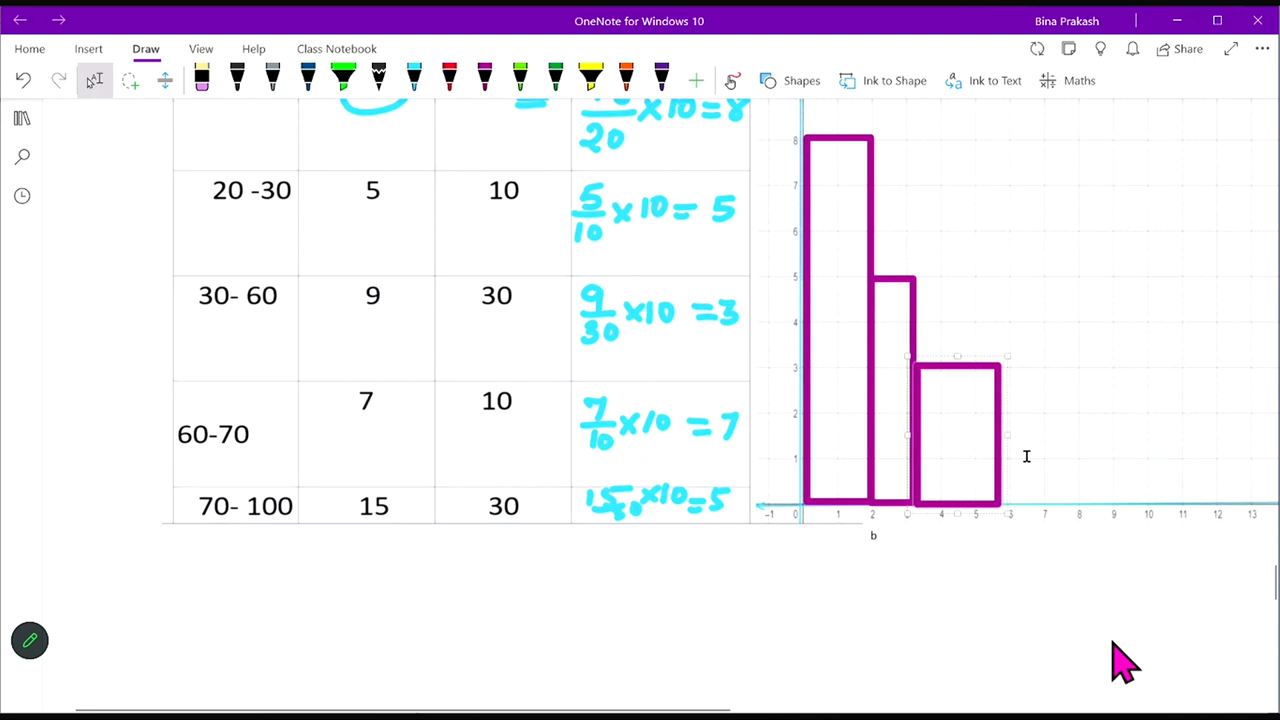 OneNote for Windows 10
Bina Prakash
Home Insert Draw View Help Class Notebook
Share
Shapes Ink to Shape Ink to Text Maths
20 x 10 = 8
20 -30 5 10 5/10 x 10 = 5
30- 60 9 30 9/30 x 10 = 3
60-70 7 10 7/10 x 10 = 7
70- 100 15 30 15/30 x 10 = 5
8
7
6
5
4
3
2
1
-1 0 1 2 3 4 5 6 7 8 9 10 11 12 13
b